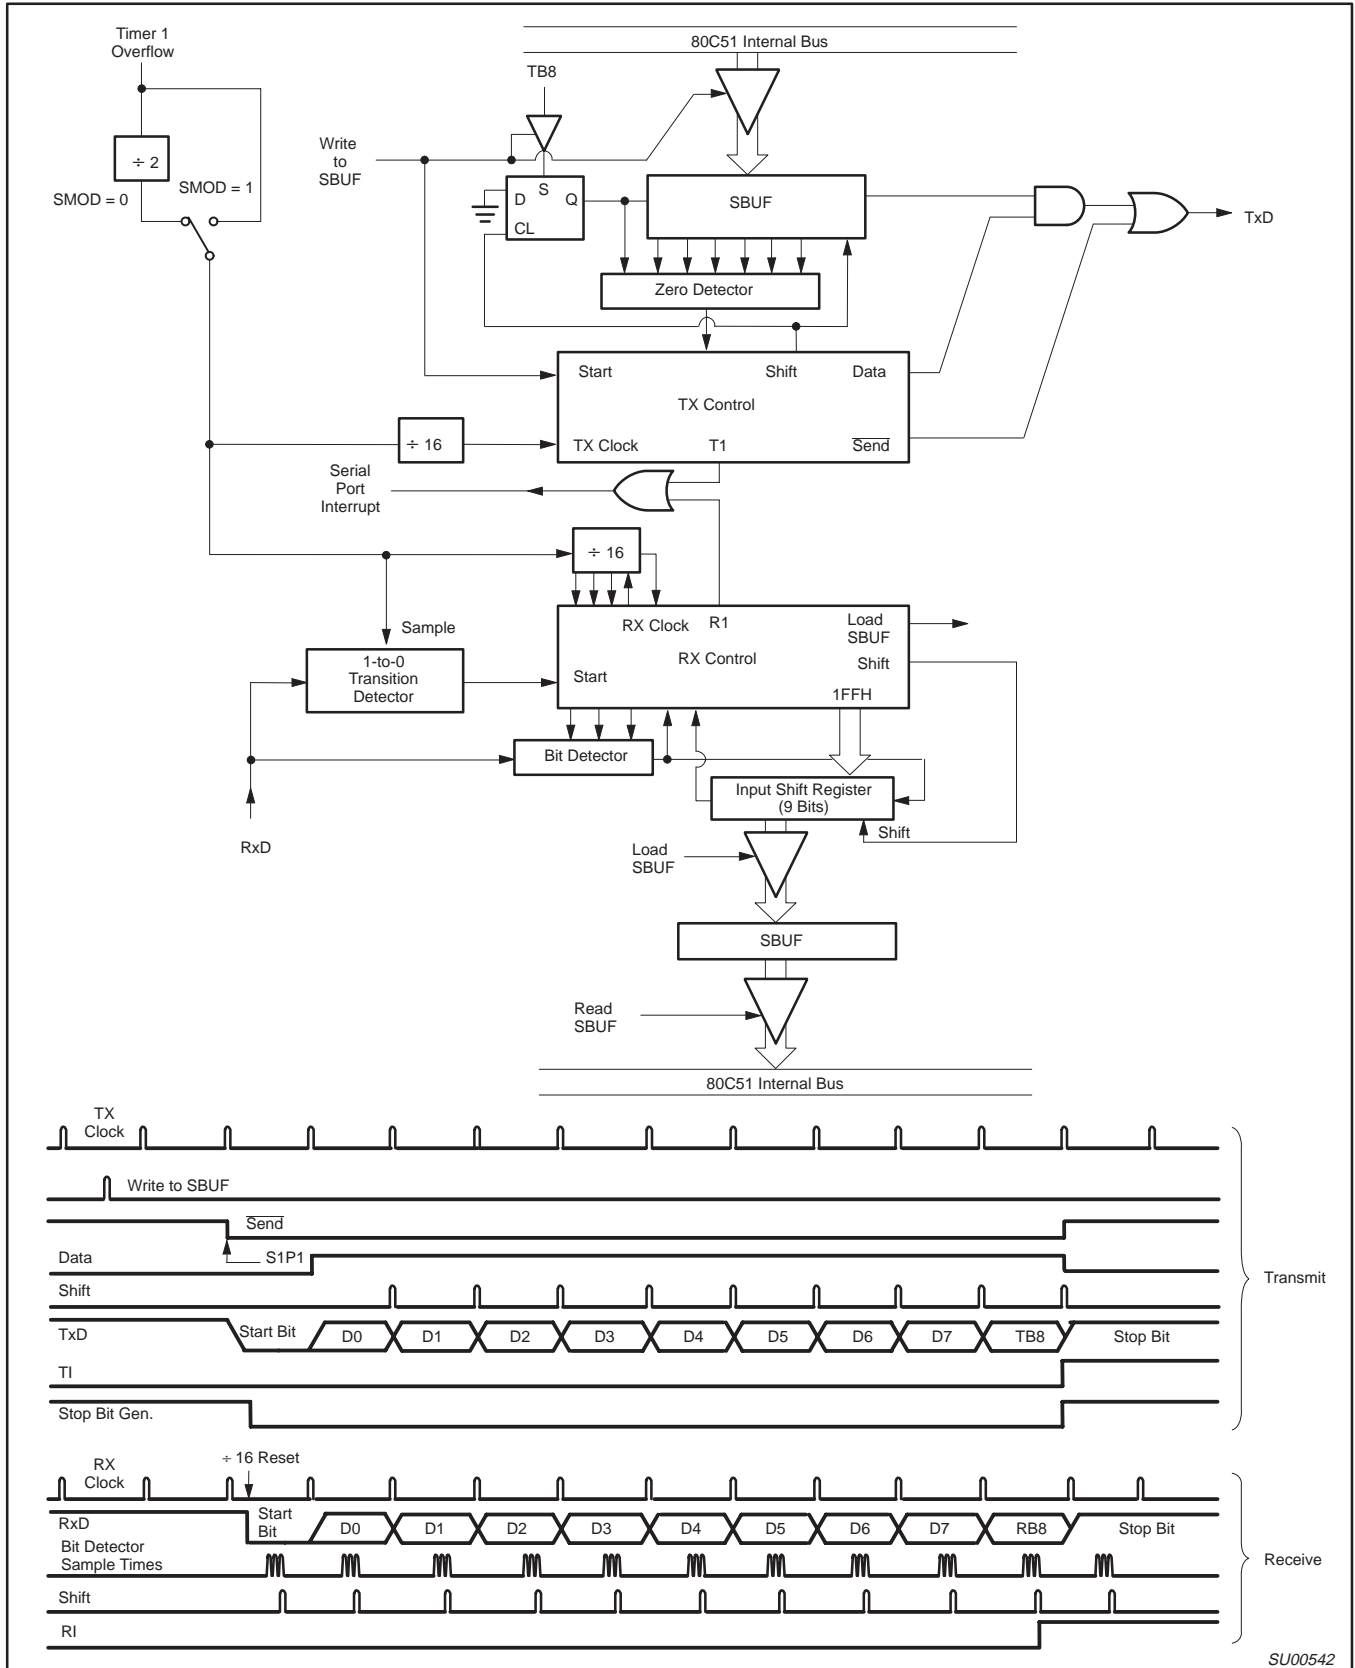 Timer 1
Overflow
80C51 Internal Bus
TB8
Write
to
SBUF
÷ 2
SMOD = 1
SMOD = 0
S
D
Q
CL
SBUF
TxD
Zero Detector
Start
Shift
Data
TX Control
÷ 16
TX Clock
T1
Send
Serial
Port
Interrupt
÷ 16
Sample
RX Clock
R1
Load
SBUF
1-to-0
Transition
Detector
RX Control
Shift
Start
1FFH
Bit Detector
Input Shift Register
(9 Bits)
Shift
RxD
Load
SBUF
SBUF
Read
SBUF
80C51 Internal Bus
TX
Clock
Write to SBUF
Send
Data
S1P1
Transmit
Shift
TxD
Start Bit
D0
D1
D2
D3
D4
D5
D6
D7
TB8
Stop Bit
TI
Stop Bit Gen.
÷ 16 Reset
RX
Clock
RxD
Start
Bit
D0
D1
D2
D3
D4
D5
D6
D7
RB8
Stop Bit
Bit Detector
Sample Times
Receive
Shift
RI
SU00542